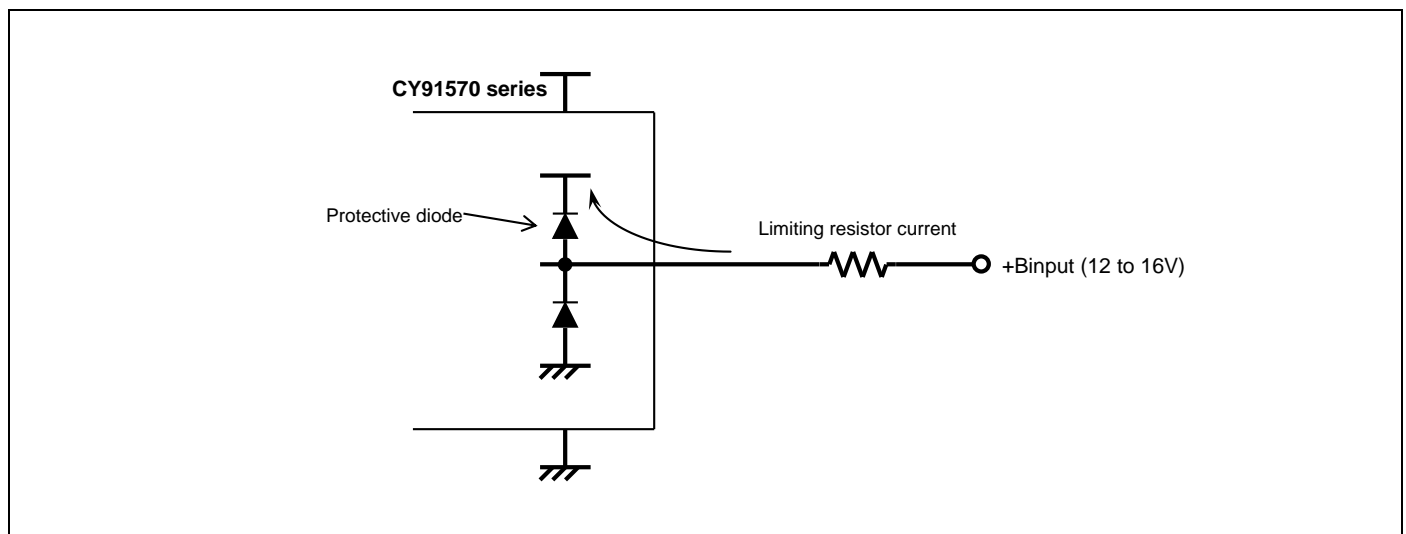 CY91570 series
Protective diode
Limiting resistor current
+Binput (12 to 16V)